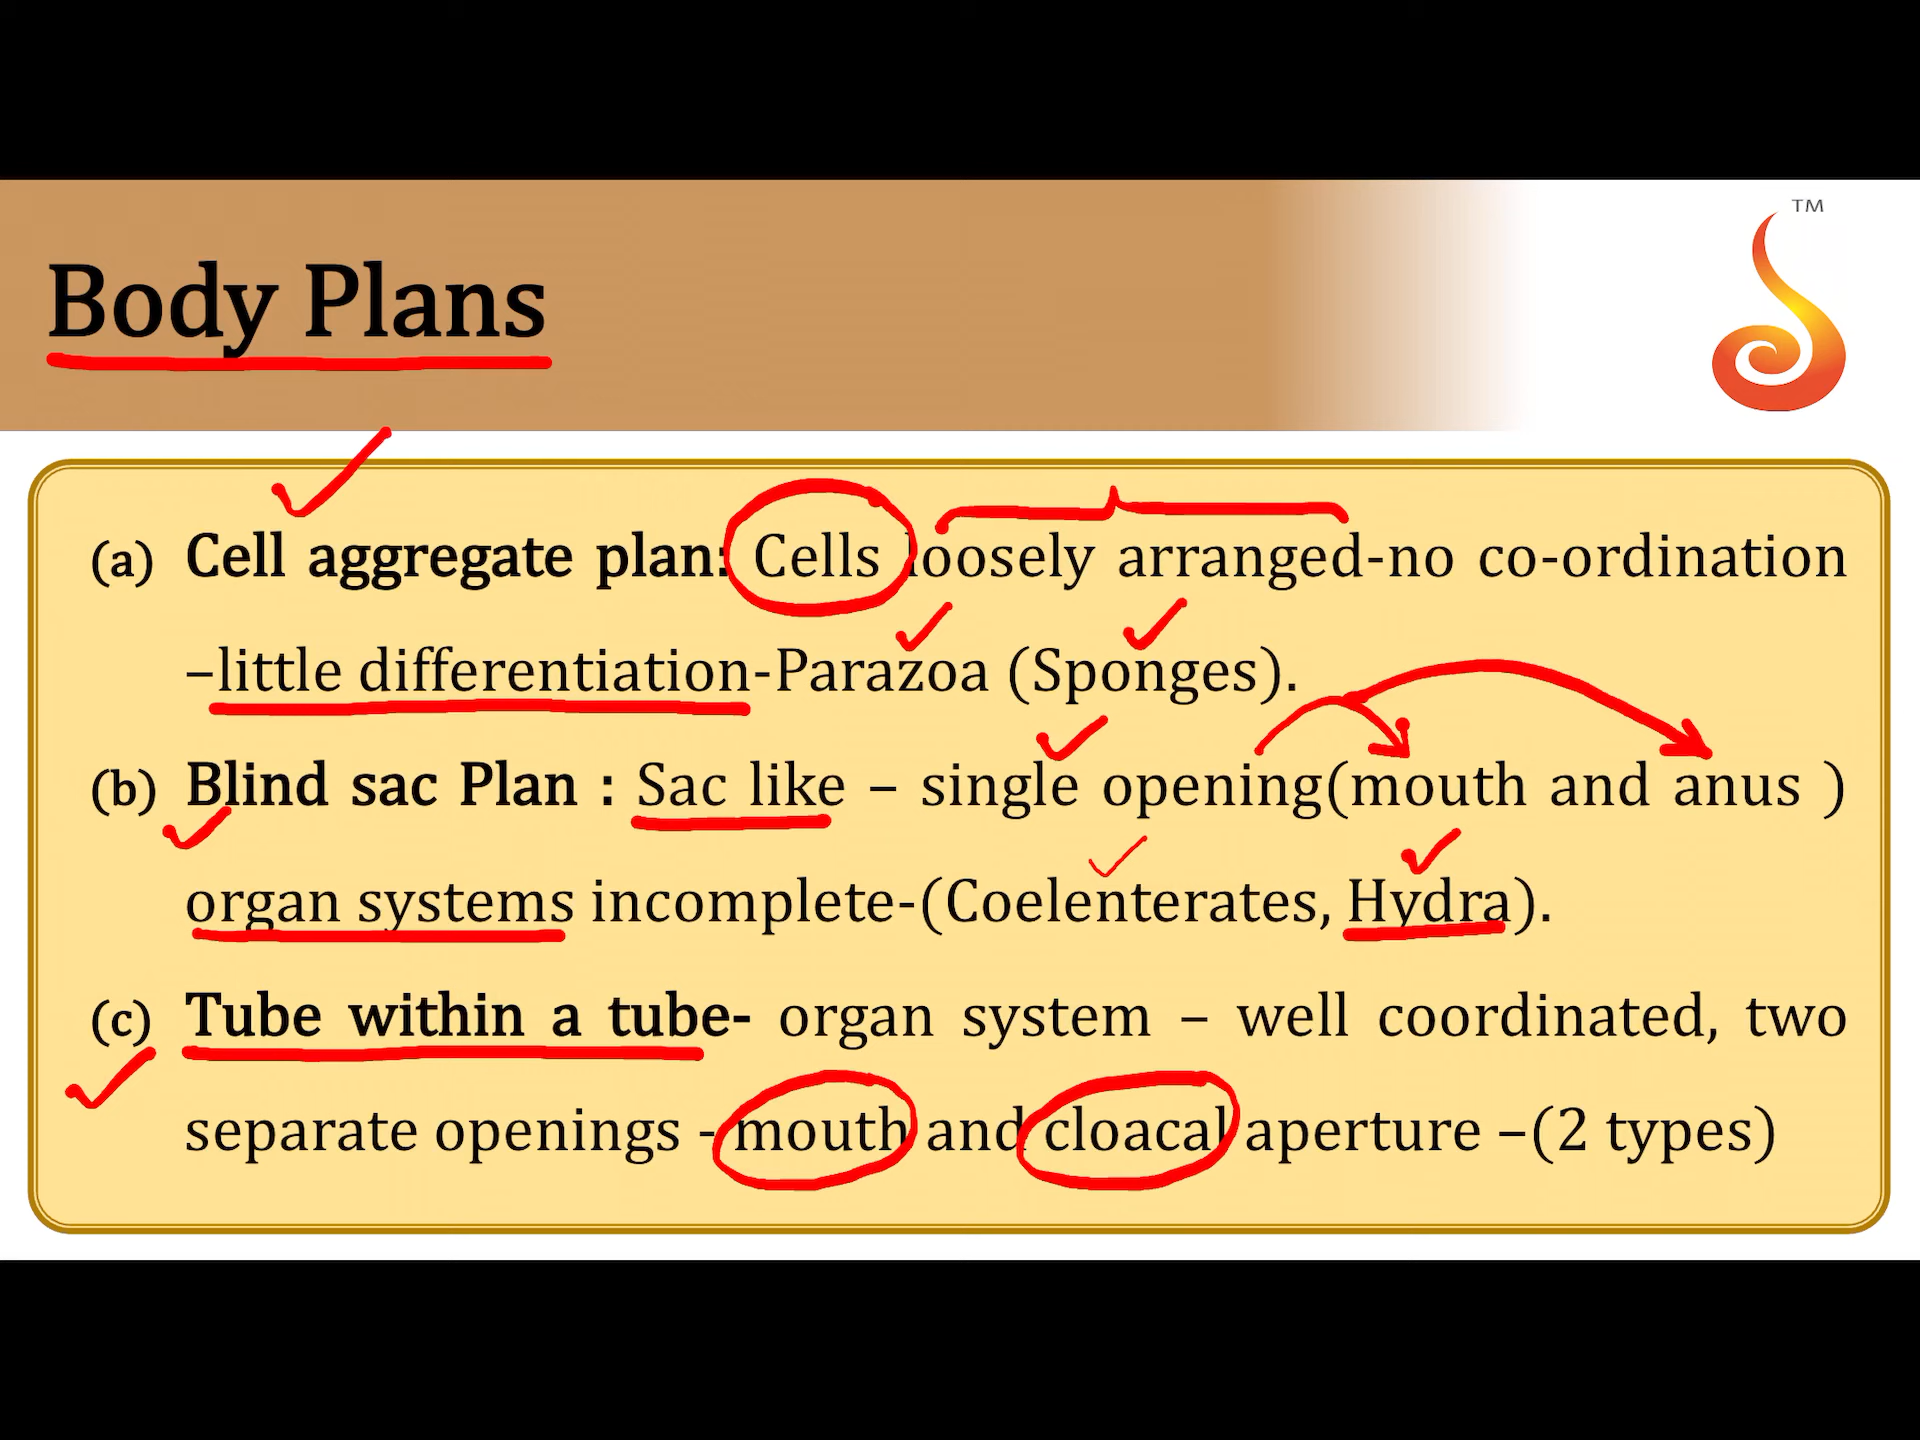 TM
Body Plans
(a) Cell aggregate plan: Cells loosely arranged-no co-ordination
–little differentiation-Parazoa (Sponges).
(b) Blind sac Plan : Sac like – single opening(mouth and anus )
organ systems incomplete-(Coelenterates, Hydra).
(c) Tube within a tube- organ system – well coordinated, two
separate openings - mouth and cloacal aperture –(2 types)